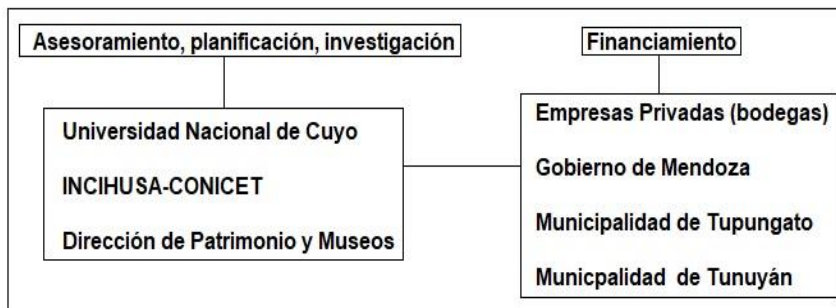 Asesoramiento, planificación, investigación
Universidad Nacional de Cuyo
INCIHUSA-CONICET
Dirección de Patrimonio y Museos
Financiamiento
Empresas Privadas (bodegas)
Gobierno de Mendoza
Municipalidad de Tupungato
Municpalidad de Tunuyán